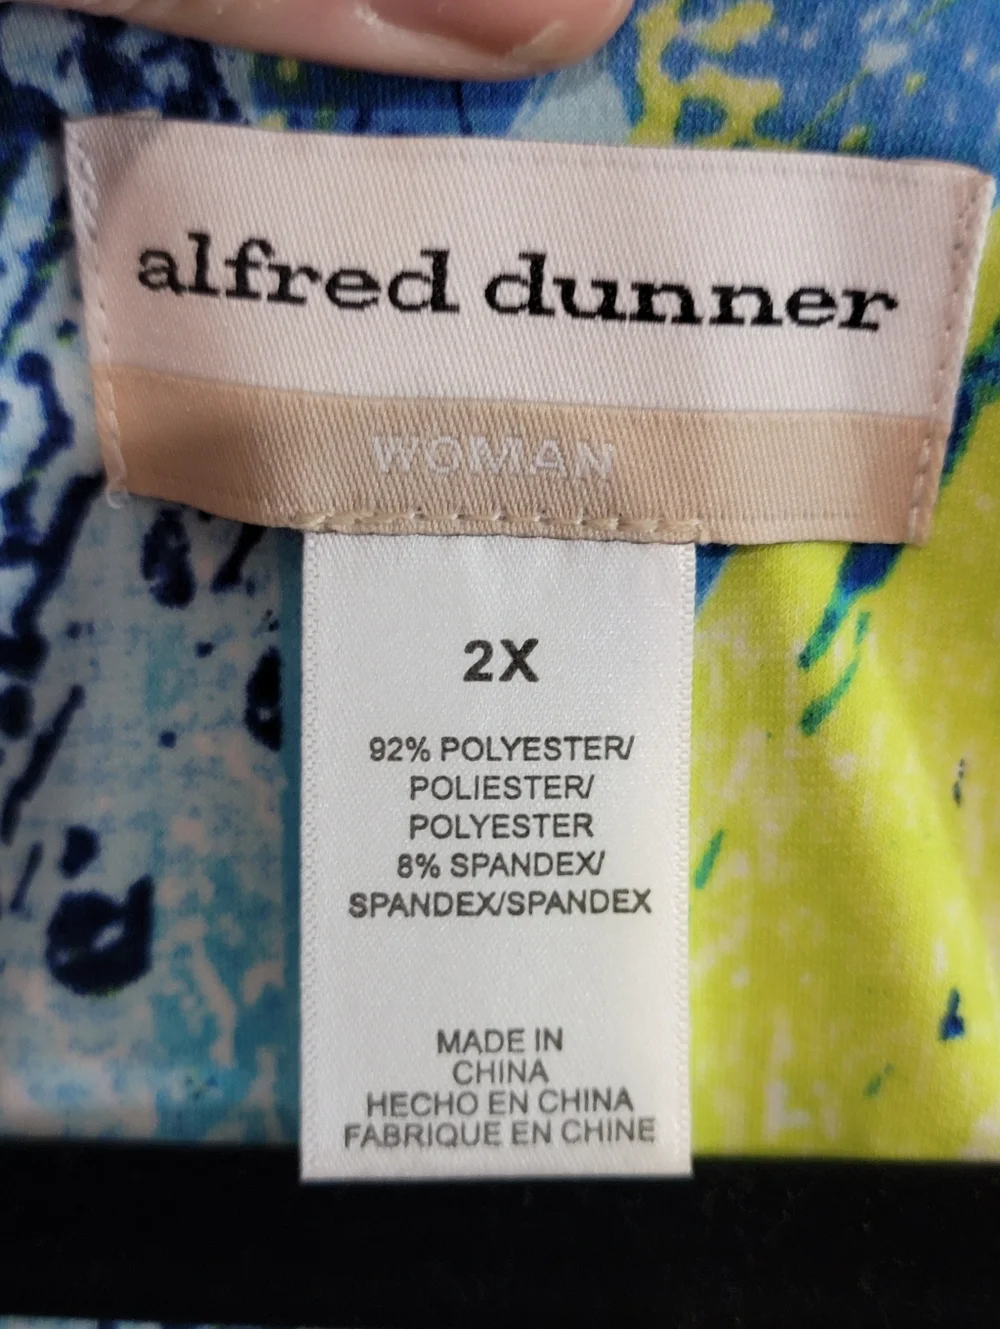 alfred dunner
WOMAN
2X
92% POLYESTER/
POLIESTER/
POLYESTER
8% SPANDEX/
SPANDEX/SPANDEX
MADE IN
CHINA
HECHO EN CHINA
FABRIQUE EN CHINE